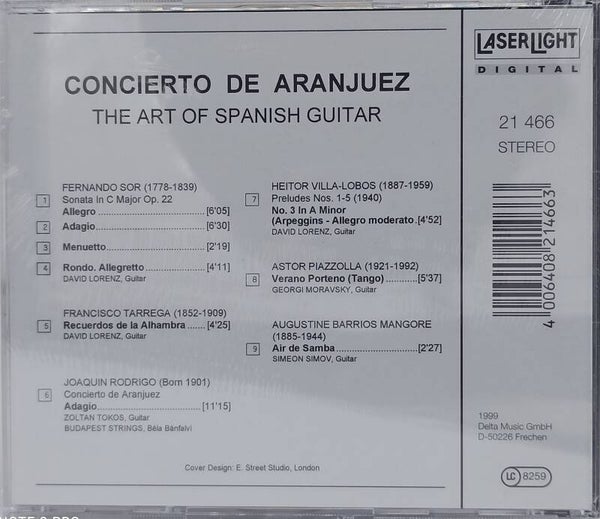 CONCIERTO DE ARANJUEZ
THE ART OF SPANISH GUITAR
FERNANDO SOR (1778-1839)
1 Sonata In C Major Op. 22
Allegro ..................... [6'05]
2 Adagio ..................... [6'30]
3 Menuetto ..................... [2'19]
4 Rondo. Allegretto ..................... [4'11]
DAVID LORENZ, Guitar
FRANCISCO TARREGA (1852-1909)
5 Recuerdos de la Alhambra ....... [4'25]
DAVID LORENZ, Guitar
JOAQUIN RODRIGO (Born 1901)
6 Concierto de Aranjuez
Adagio ..................... [11'15]
ZOLTAN TOKOS, Guitar
BUDAPEST STRINGS, Béla Bánfalvi
HEITOR VILLA-LOBOS (1887-1959)
7 Preludes Nos. 1-5 (1940)
No. 3 In A Minor
(Arpeggins - Allegro moderato .[4'52]
DAVID LORENZ, Guitar
ASTOR PIAZZOLLA (1921-1992)
8 Verano Porteno (Tango) ............ [5'37]
GEORGI MORAVSKY, Guitar
AUGUSTINE BARRIOS MANGORE
(1885-1944)
9 Air de Samba ..................... [2'27]
SIMEON SIMOV, Guitar
Cover Design: E. Street Studio, London
LASERLIGHT
DIGITAL
21 466
STEREO
4 006408 214663
1999
Delta Music GmbH
D-50226 Frechen
LC 8259